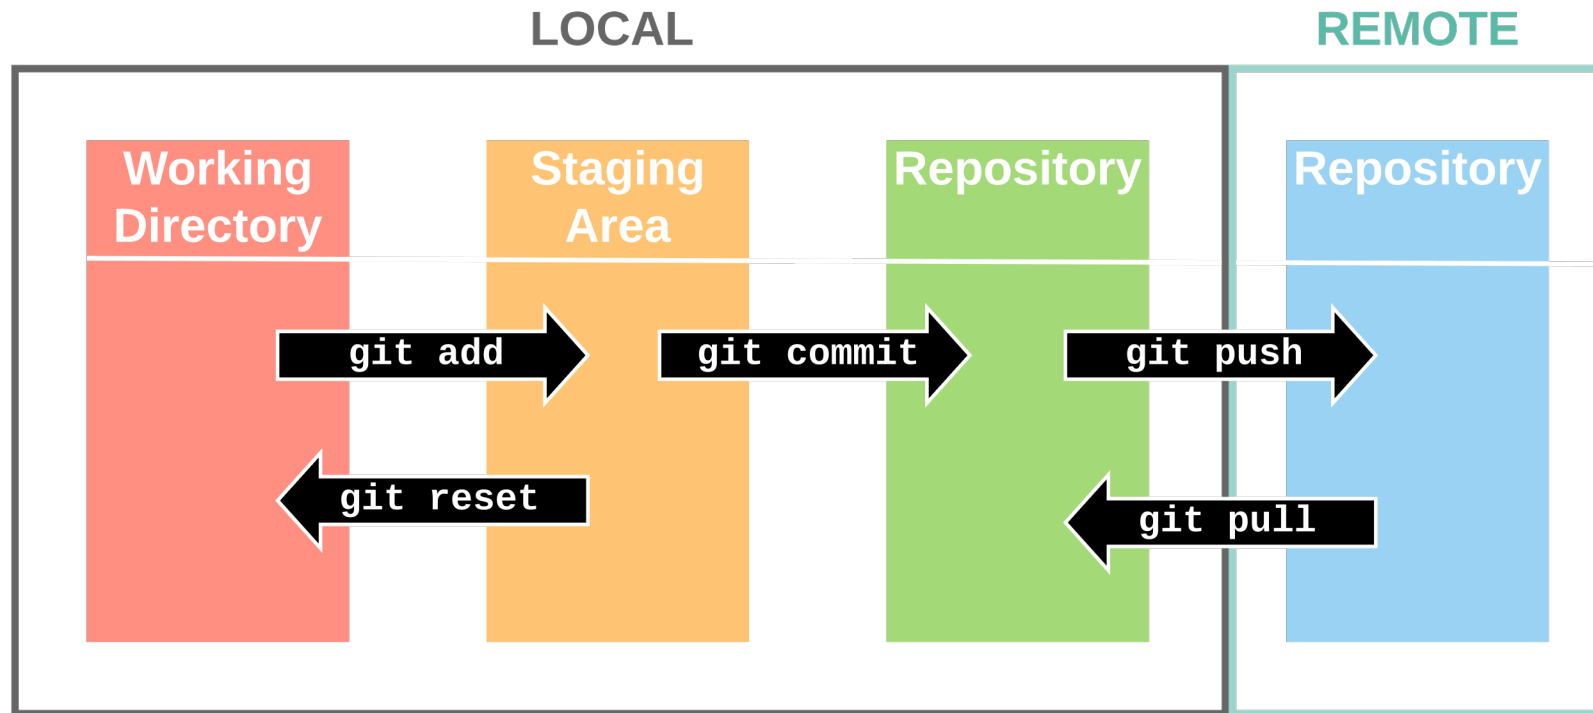 LOCAL
REMOTE
Working
Directory
Staging
Area
Repository
Repository
git add
git commit
git push
git reset
git pull